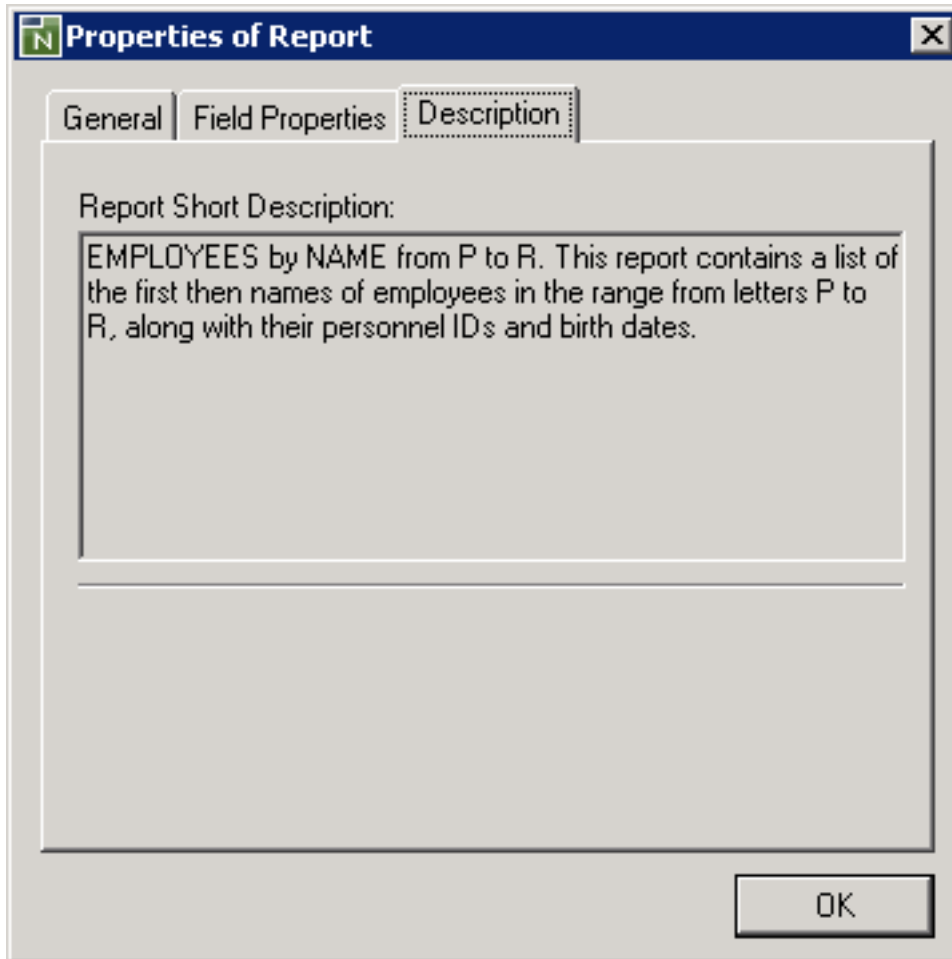 Properties of Report
General
Field Properties
Description
Report Short Description:
EMPLOYEES by NAME from P to R. This report contains a list of
the first then names of employees in the range from letters P to
R, along with their personnel IDs and birth dates.
OK